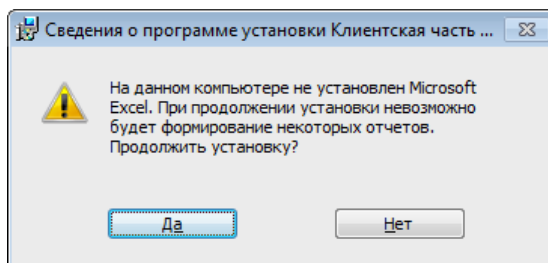 Сведения о программе установки Клиентская часть ...
На данном компьютере не установлен Microsoft
Excel. При продолжении установки невозможно
будет формирование некоторых отчетов.
Продолжить установку?
Да
Нет